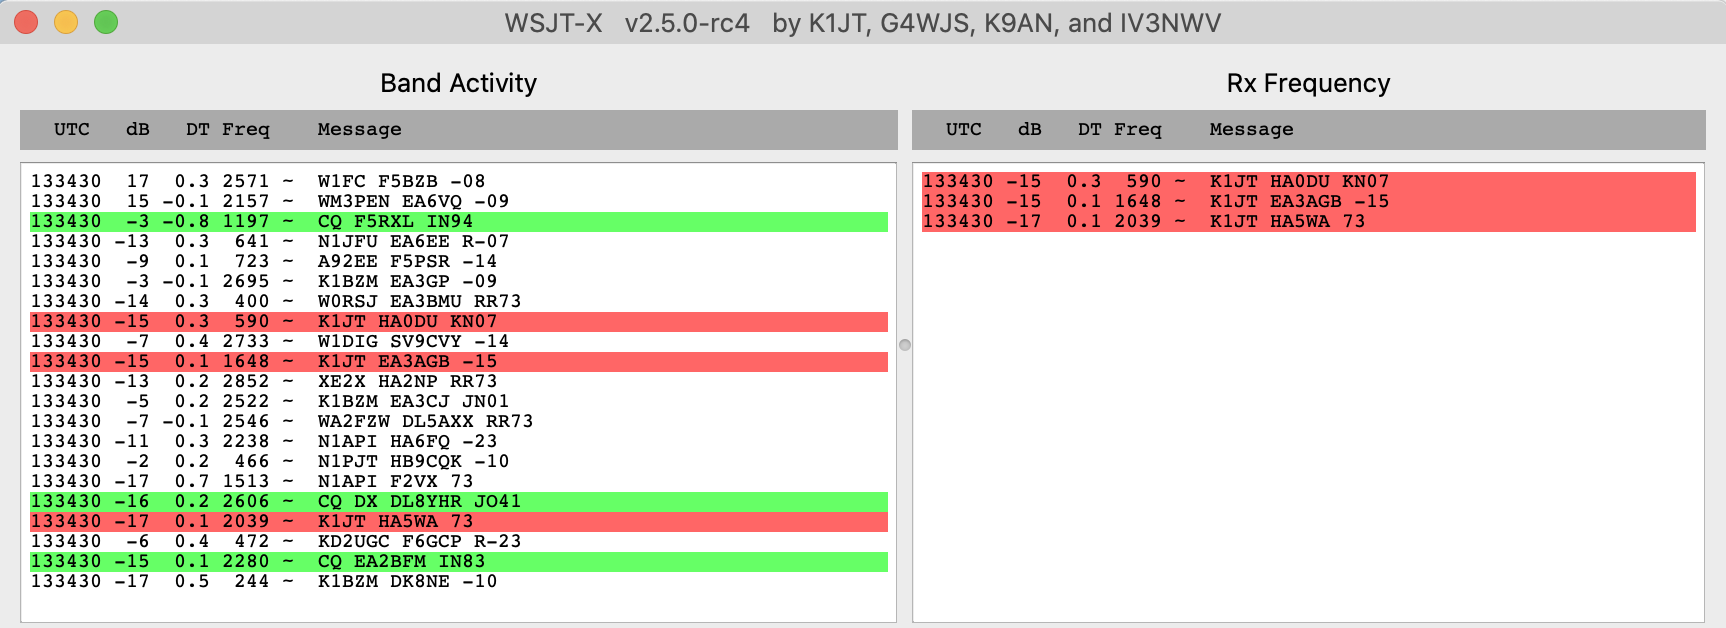 WSJT-X   v2.5.0-rc4   by K1JT, G4WJS, K9AN, and IV3NWV
Band Activity
UTC   dB   DT Freq    Message
133430  17  0.3 2571 ~  W1FC F5BZB -08
133430  15 -0.1 2157 ~  WM3PEN EA6VQ -09
133430  -3 -0.8 1197 ~  CQ F5RXL IN94
133430 -13  0.3  641 ~  N1JFU EA6EE R-07
133430  -9  0.1  723 ~  A92EE F5PSR -14
133430  -3 -0.1 2695 ~  K1BZM EA3GP -09
133430 -14  0.3  400 ~  W0RSJ EA3BMU RR73
133430 -15  0.3  590 ~  K1JT HA0DU KN07
133430  -7  0.4 2733 ~  W1DIG SV9CVY -14
133430 -15  0.1 1648 ~  K1JT EA3AGB -15
133430 -13  0.2 2852 ~  XE2X HA2NP RR73
133430  -5  0.2 2522 ~  K1BZM EA3CJ JN01
133430  -7 -0.1 2546 ~  WA2FZW DL5AXX RR73
133430 -11  0.3 2238 ~  N1API HA6FQ -23
133430  -2  0.2  466 ~  N1PJT HB9CQK -10
133430 -17  0.7 1513 ~  N1API F2VX 73
133430 -16  0.2 2606 ~  CQ DX DL8YHR JO41
133430 -17  0.1 2039 ~  K1JT HA5WA 73
133430  -6  0.4  472 ~  KD2UGC F6GCP R-23
133430 -15  0.1 2280 ~  CQ EA2BFM IN83
133430 -17  0.5  244 ~  K1BZM DK8NE -10
Rx Frequency
UTC   dB   DT Freq    Message
133430 -15  0.3  590 ~  K1JT HA0DU KN07
133430 -15  0.1 1648 ~  K1JT EA3AGB -15
133430 -17  0.1 2039 ~  K1JT HA5WA 73